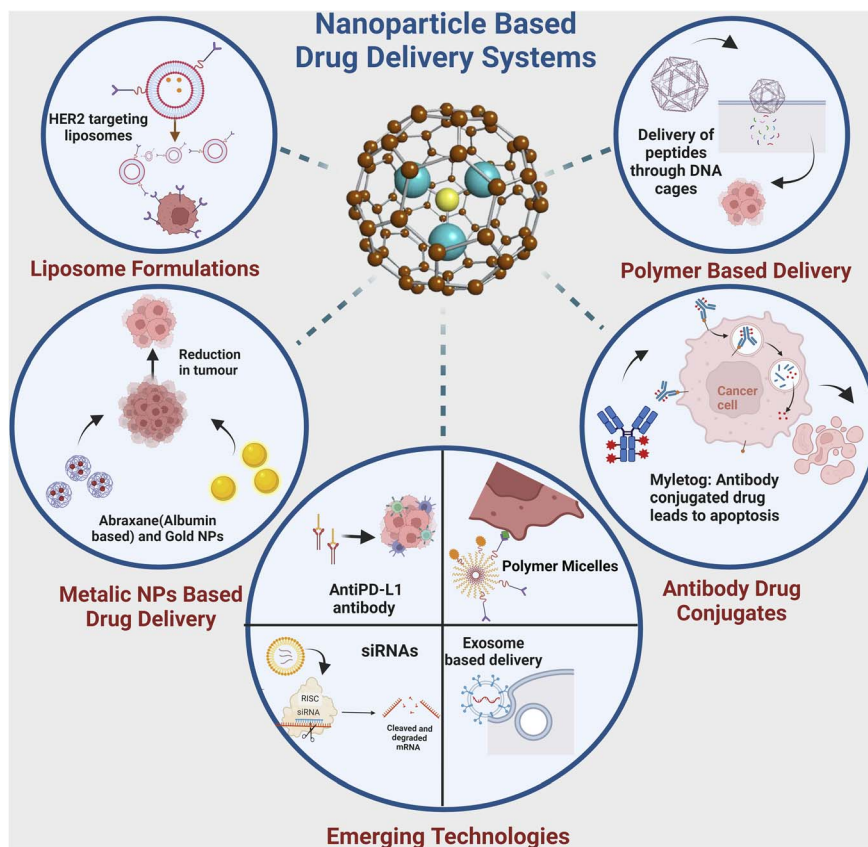 Nanoparticle Based
Drug Delivery Systems
HER2 targeting
liposomes
Liposome Formulations
Delivery of
peptides
through DNA
cages
Polymer Based Delivery
Reduction
in tumour
Abraxane(Albumin
based) and Gold NPs
Metalic NPs Based
Drug Delivery
Cancer
cell
Myletog: Antibody
conjugated drug
leads to apoptosis
Antibody Drug
Conjugates
AntiPD-L1
antibody
Polymer Micelles
siRNAs
RISC
siRNA
Cleaved and
degraded
mRNA
Exosome
based delivery
Emerging Technologies